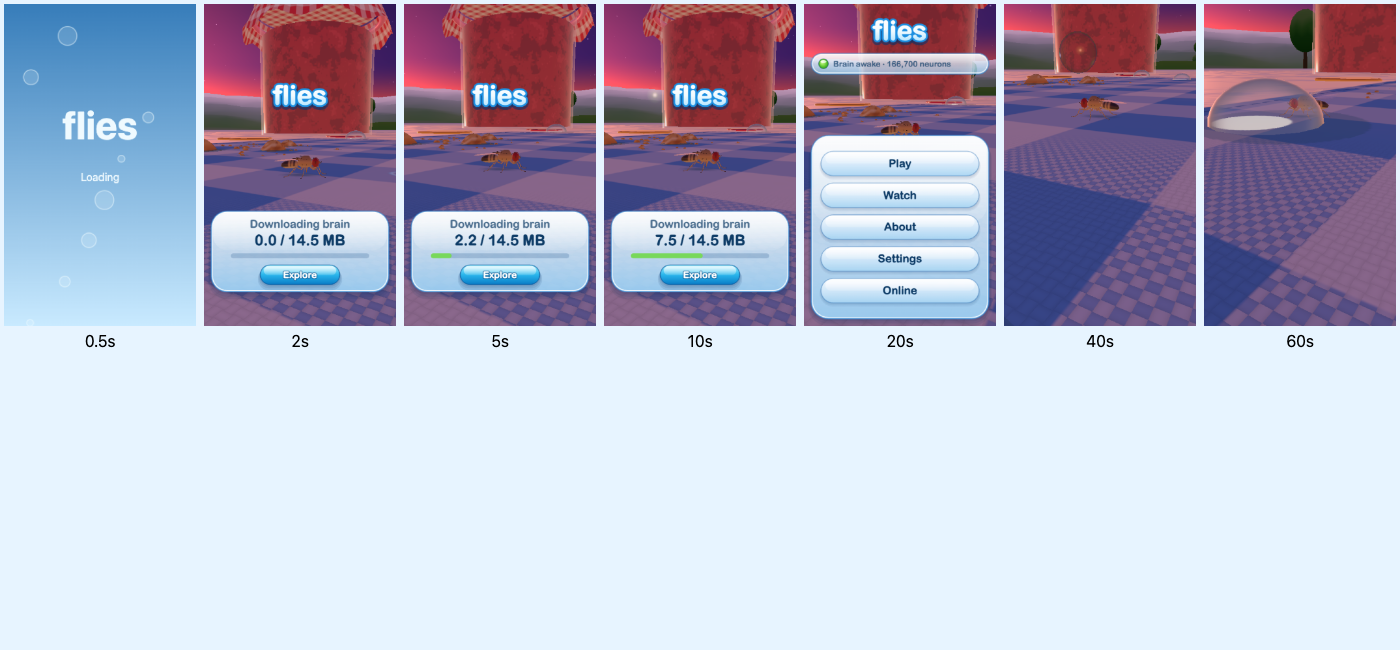 flies
Loading
0.5s
flies
Downloading brain
0.0 / 14.5 MB
Explore
2s
flies
Downloading brain
2.2 / 14.5 MB
Explore
5s
flies
Downloading brain
7.5 / 14.5 MB
Explore
10s
flies
Brain awake - 166,700 neurons
Play
Watch
About
Settings
Online
20s
40s
60s